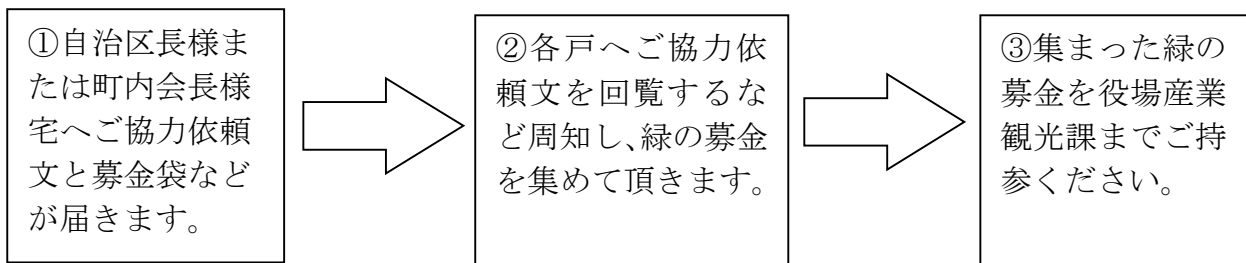 ①自治区長様ま
たは町内会長様
宅へご協力依頼
文と募金袋など
が届きます。
②各戸へご協力依
頼文を回覧するな
ど周知し、緑の募金
を集めて頂きます。
③集まった緑の
募金を役場産業
観光課までご持
参ください。